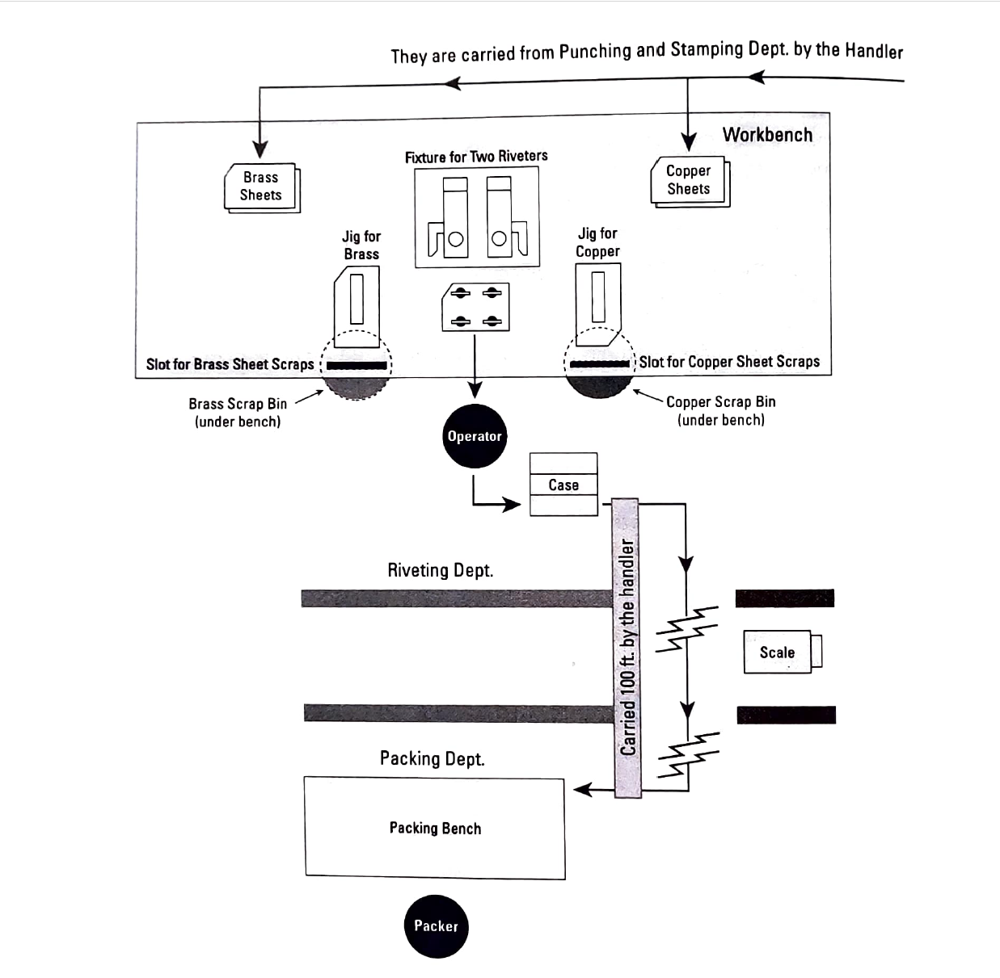 They are carried from Punching and Stamping Dept. by the Handler
Workbench
Fixture for Two Riveters
Brass
Sheets
Copper
Sheets
Jig for
Brass
Jig for
Copper
Slot for Brass Sheet Scraps
Slot for Copper Sheet Scraps
Brass Scrap Bin
(under bench)
Copper Scrap Bin
(under bench)
Operator
Case
Carried 100 ft. by the handler
Riveting Dept.
Scale
Packing Dept.
Packing Bench
Packer